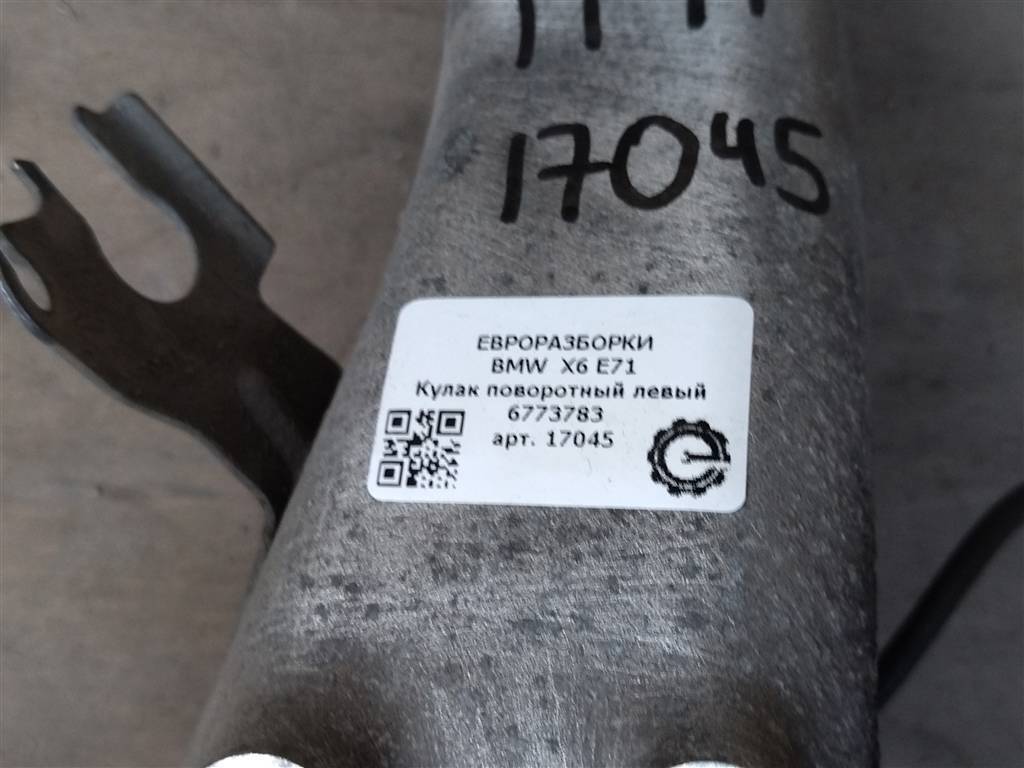 17045
ЕВРОРАЗБОРКИ
BMW X6 E71
Кулак поворотный левый
6773783
арт. 17045